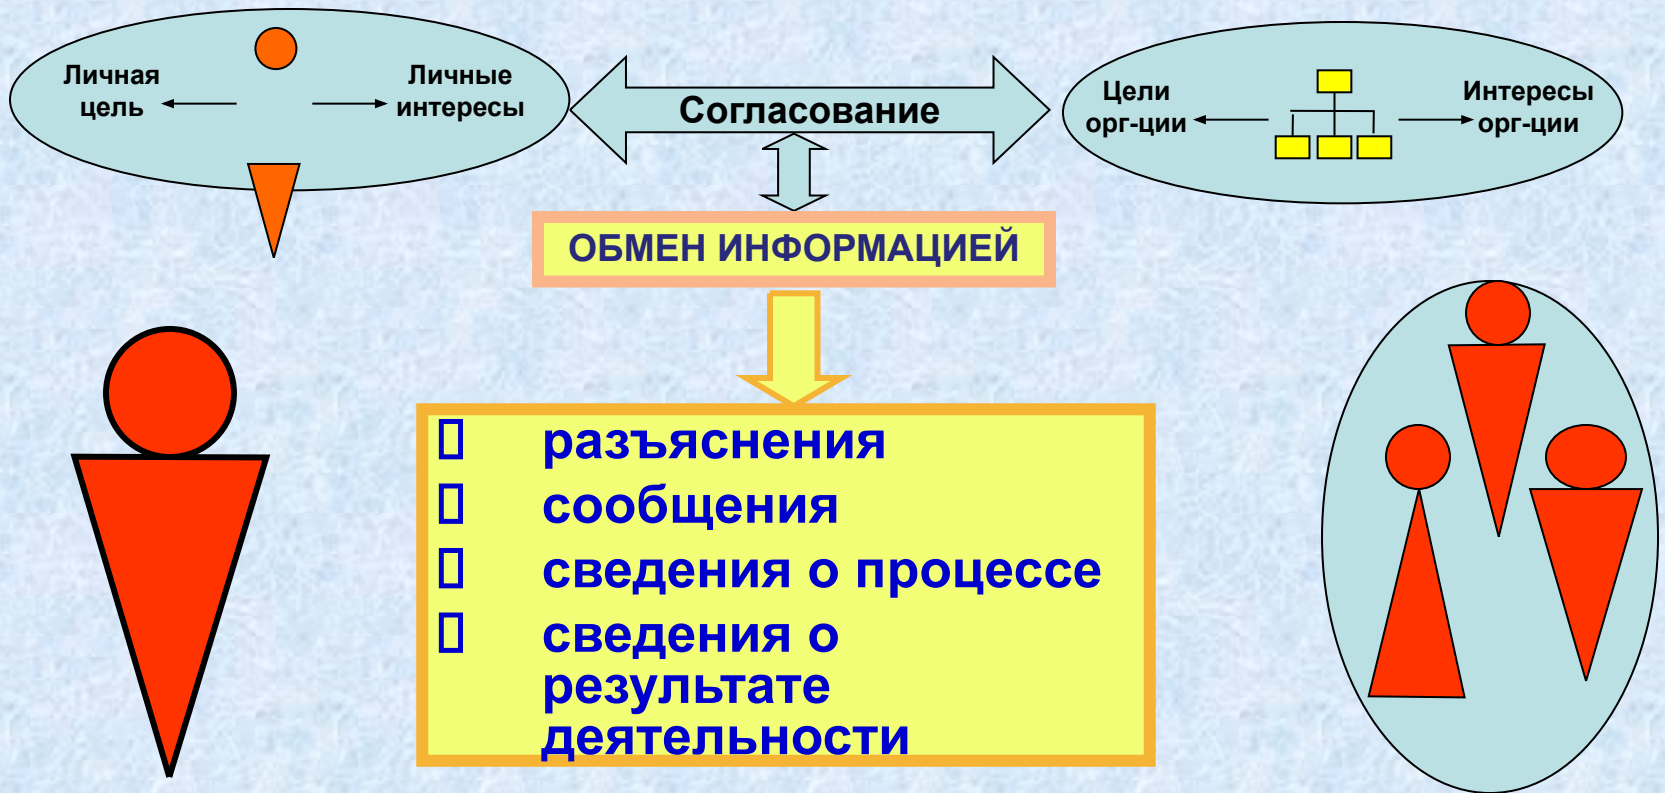 Личная
цель
Личные
интересы
Согласование
Цели
орг-ции
Интересы
орг-ции
ОБМЕН ИНФОРМАЦИЕЙ
разъяснения
сообщения
сведения о процессе
сведения о
результате
деятельности